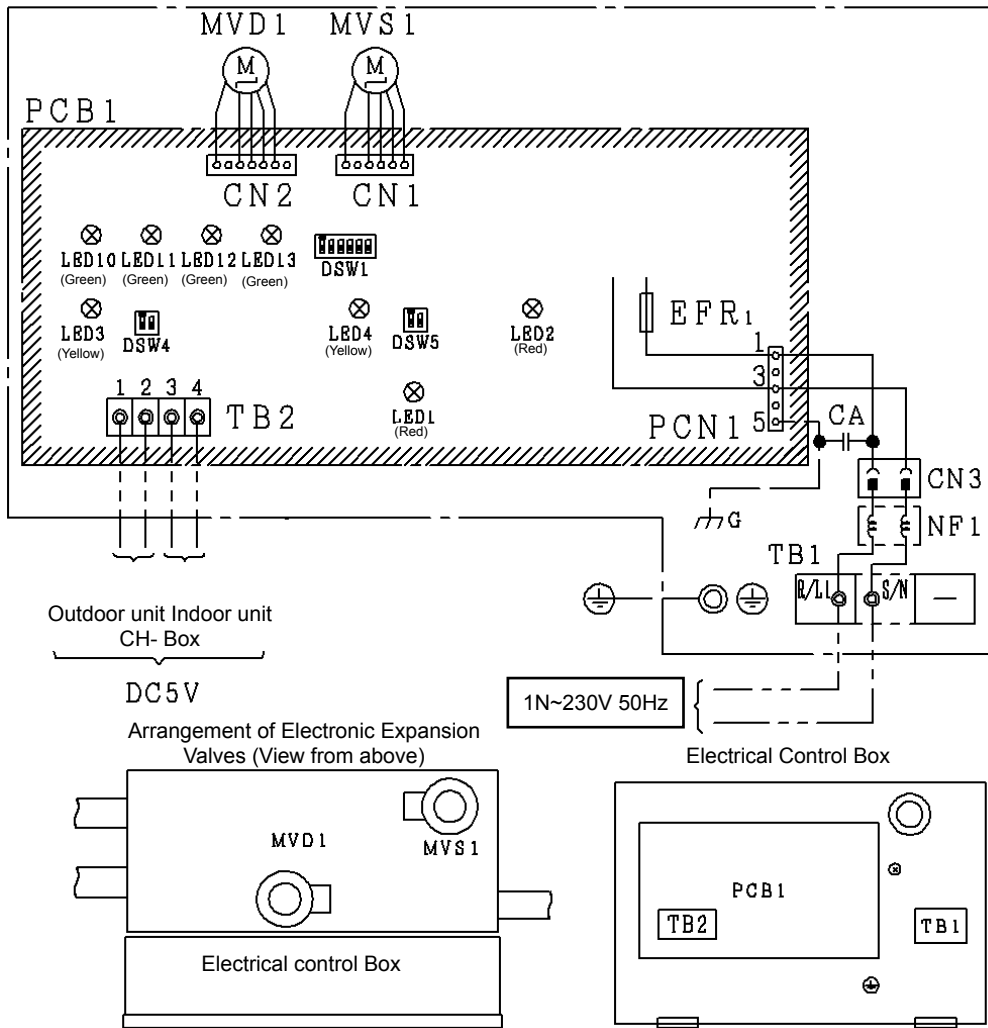 MVD1 MVS1
M M
PCB1
CN2 CN1
LED10 LED11 LED12 LED13
(Green) (Green) (Green) (Green)
DSW1
LED3
(Yellow)
DSW4
LED4
(Yellow)
DSW5
LED2
(Red)
EFR1
1
3
5
PCN1
CA
1 2 3 4
TB2
LED1
(Red)
CN3
G
NF1
TB1
R/L1 S/N
Outdoor unit Indoor unit
CH- Box
DC5V
1N~230V 50Hz
Arrangement of Electronic Expansion
Valves (View from above)
Electrical Control Box
MVD1
MVS1
Electrical control Box
PCB1
TB2
TB1